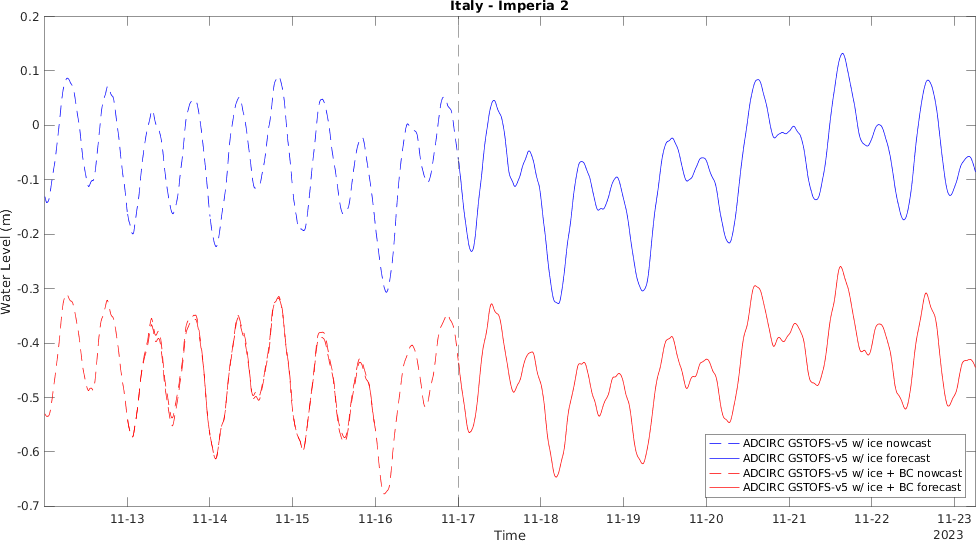 Italy - Imperia 2
0.2
0.1
0
-0.1
-0.2
-0.3
-0.4
-0.5
-0.6
-0.7
Water Level (m)
ADCIRC GSTOFS-v5 w/ ice nowcast
ADCIRC GSTOFS-v5 w/ ice forecast
ADCIRC GSTOFS-v5 w/ ice + BC nowcast
ADCIRC GSTOFS-v5 w/ ice + BC forecast
11-13 11-14 11-15 11-16 11-17 11-18 11-19 11-20 11-21 11-22 11-23
2023
Time